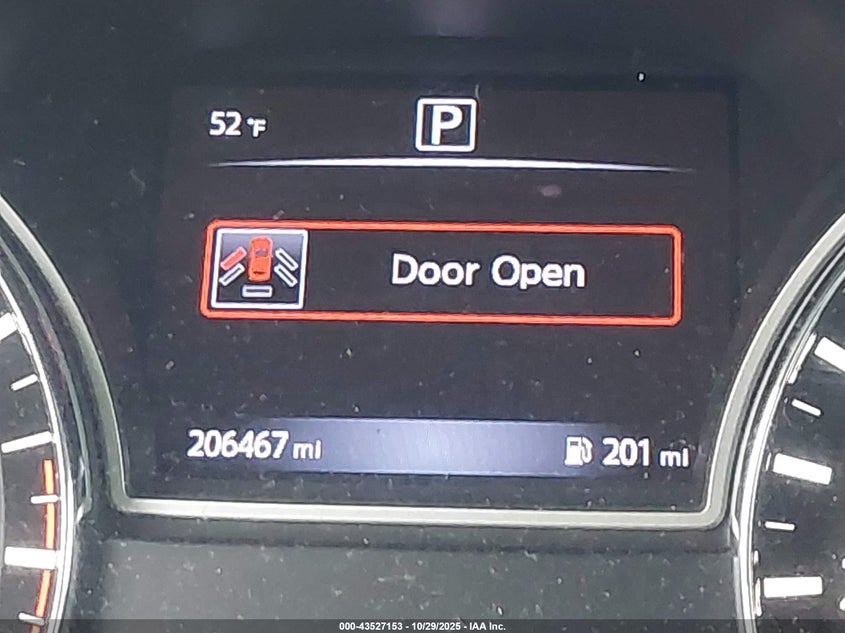 52 °F
P
Door Open
206467 mi
201 mi
000-43527153 - 10/29/2025 - IAA Inc.